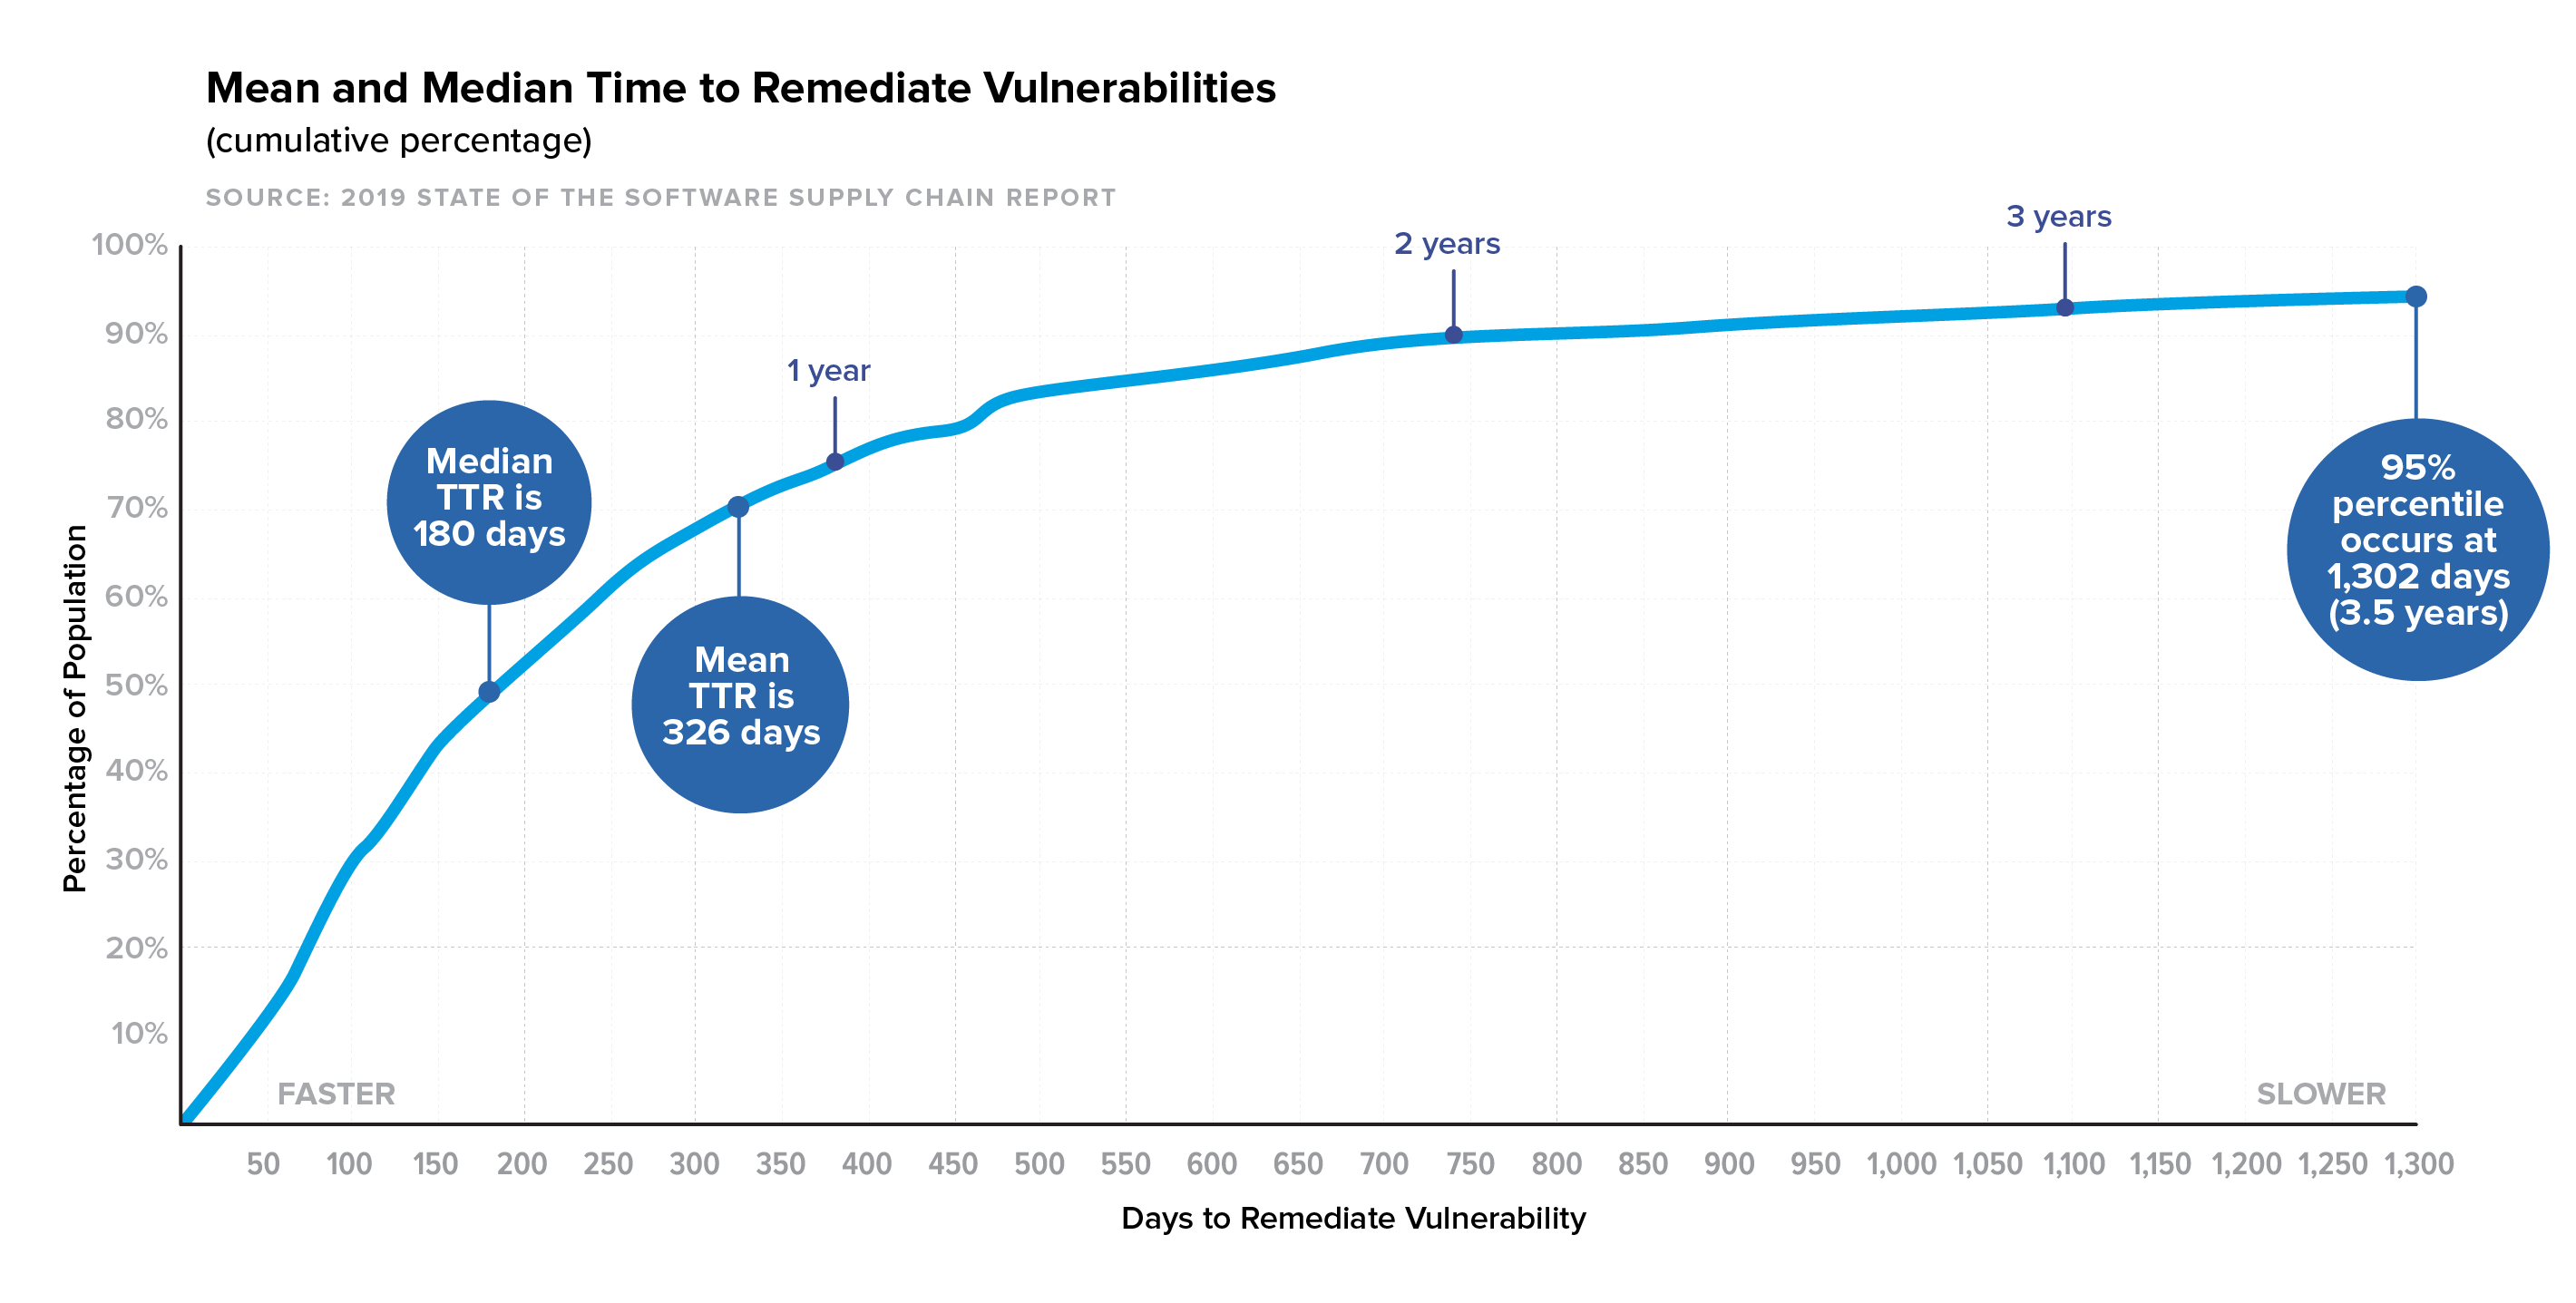 Mean and Median Time to Remediate Vulnerabilities
(cumulative percentage)
SOURCE: 2019 STATE OF THE SOFTWARE SUPPLY CHAIN REPORT
Percentage of Population
100%
90%
80%
70%
60%
50%
40%
30%
20%
10%
Median
TTR is
180 days
Mean
TTR is
326 days
1 year
2 years
3 years
95%
percentile
occurs at
1,302 days
(3.5 years)
FASTER
SLOWER
50 100 150 200 250 300 350 400 450 500 550 600 650 700 750 800 850 900 950 1,000 1,050 1,100 1,150 1,200 1,250 1,300
Days to Remediate Vulnerability